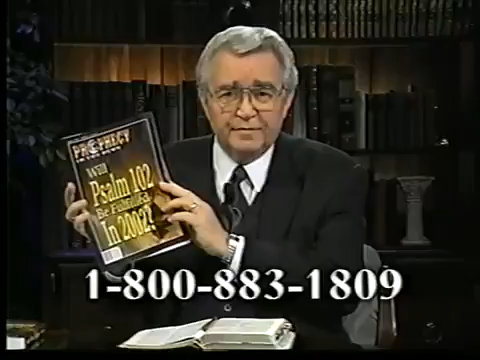 PROPHECY
Will
Psalm 102
Be Fulfilled
In 2002?
1-800-883-1809